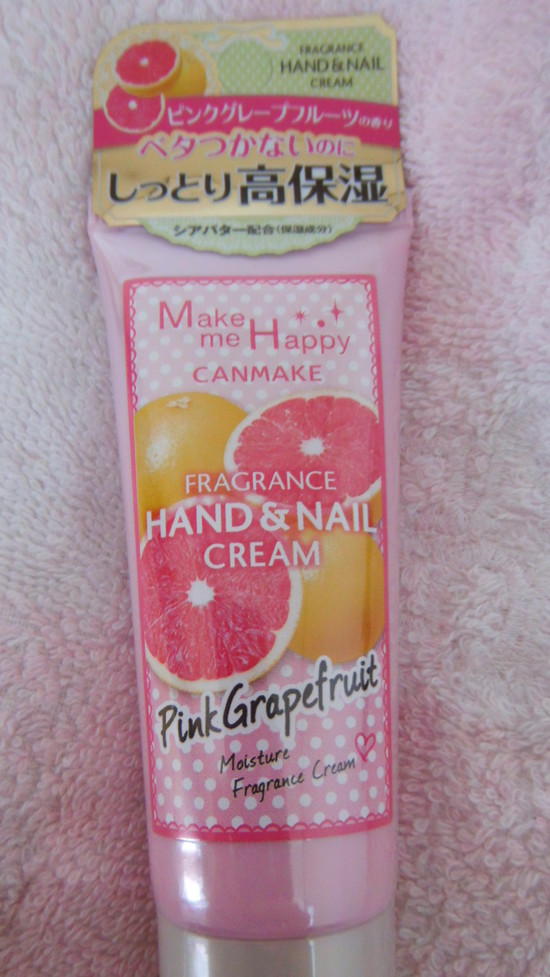 FRAGRANCE
HAND & NAIL
CREAM
ピンクグレープフルーツの香り
ベタつかないのに
しっとり高保湿
シアバター配合(保湿成分)
Make
me Happy
CANMAKE
FRAGRANCE
HAND & NAIL
CREAM
PinkGrapefruit
Moisture
Fragrance Cream